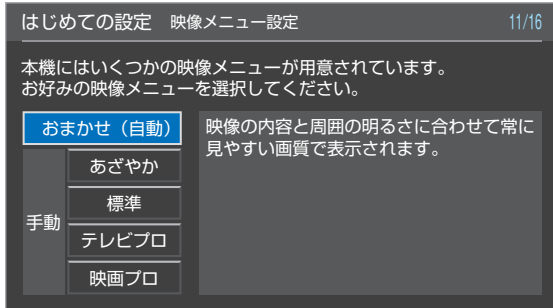 はじめての設定 映像メニュー設定 11/16
本機にはいくつかの映像メニューが用意されています。
お好みの映像メニューを選択してください。
おまかせ（自動）
手動
あざやか
標準
テレビプロ
映画プロ
映像の内容と周囲の明るさに合わせて常に
見やすい画質で表示されます。